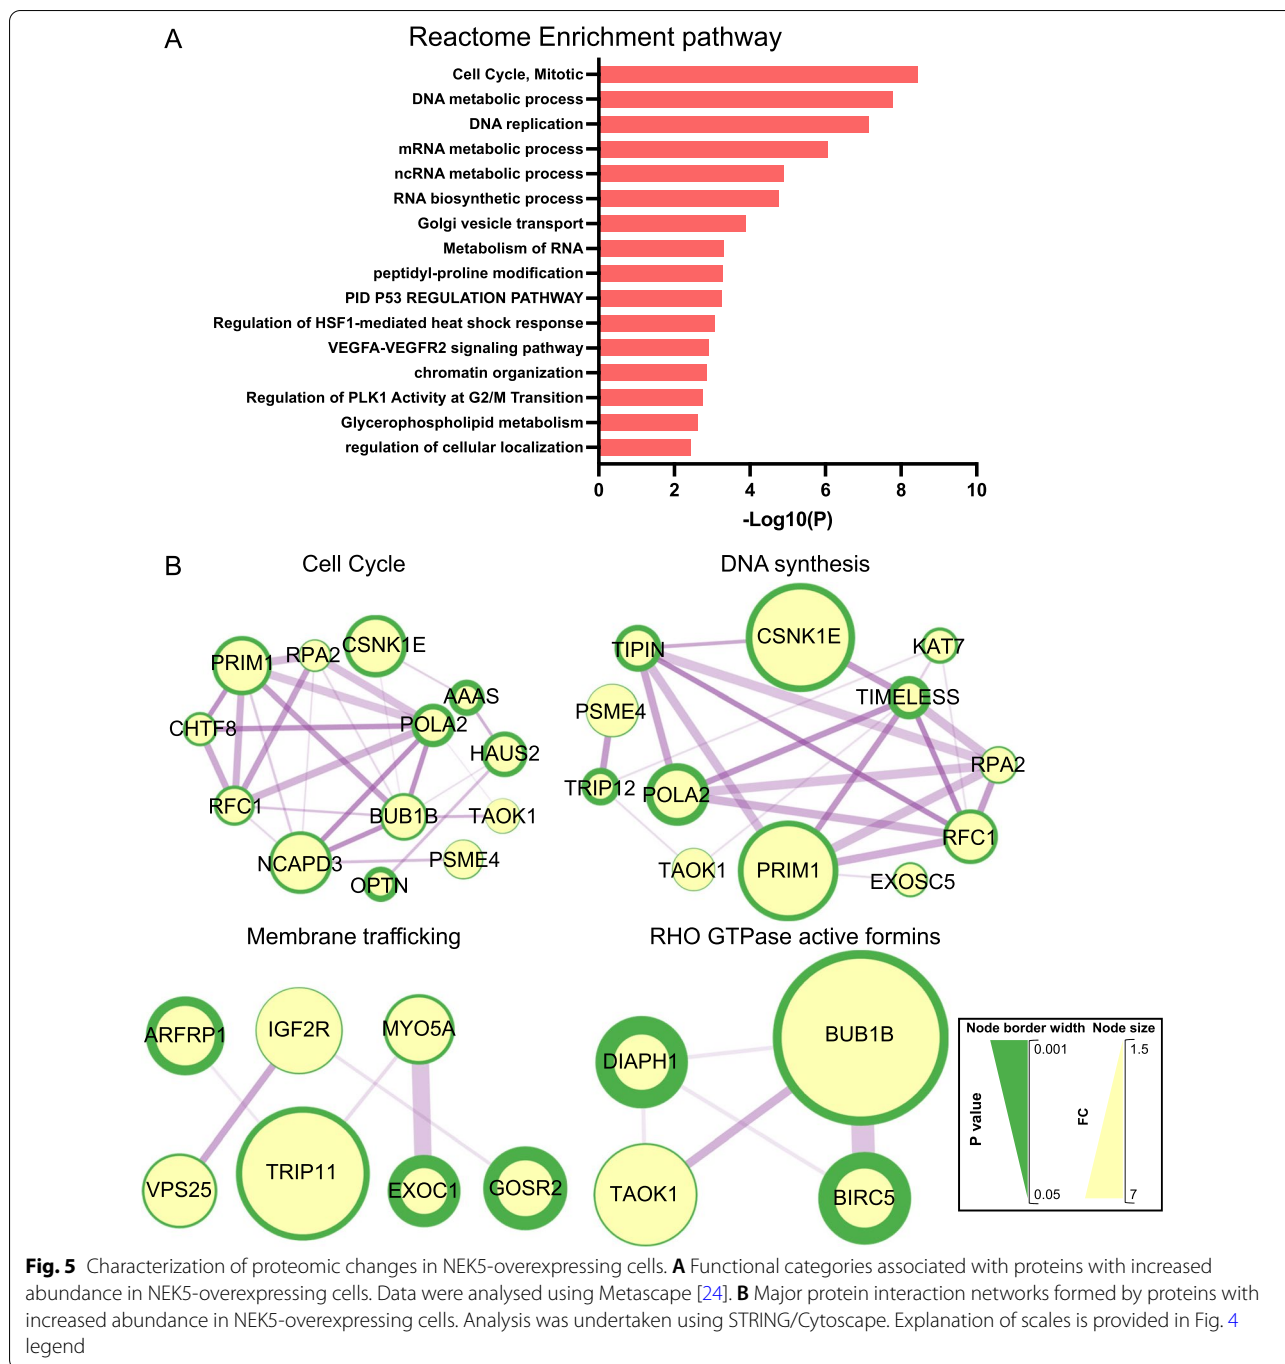 A
Reactome Enrichment pathway
Cell Cycle, Mitotic
DNA metabolic process
DNA replication
mRNA metabolic process
ncRNA metabolic process
RNA biosynthetic process
Golgi vesicle transport
Metabolism of RNA
peptidyl-proline modification
PID P53 REGULATION PATHWAY
Regulation of HSF1-mediated heat shock response
VEGFA-VEGFR2 signaling pathway
chromatin organization
Regulation of PLK1 Activity at G2/M Transition
Glycerophospholipid metabolism
regulation of cellular localization
0 2 4 6 8 10
-Log10(P)
B
Cell Cycle
CSNK1E
RPA2
PRIM1
AAAS
POLA2
CHTF8
HAUS2
RFC1
BUB1B
TAOK1
NCAPD3
PSME4
OPTN
DNA synthesis
CSNK1E
TIPIN
KAT7
TIMELESS
PSME4
RPA2
TRIP12
POLA2
RFC1
TAOK1
PRIM1
EXOSC5
Membrane trafficking
ARFRP1
IGF2R
MYO5A
TRIP11
VPS25
EXOC1
GOSR2
RHO GTPase active formins
BUB1B
DIAPH1
TAOK1
BIRC5
Node border width Node size
0.001
1.5
P value
FC
0.05
7
Fig. 5 Characterization of proteomic changes in NEK5-overexpressing cells. A Functional categories associated with proteins with increased
abundance in NEK5-overexpressing cells. Data were analysed using Metascape [24]. B Major protein interaction networks formed by proteins with
increased abundance in NEK5-overexpressing cells. Analysis was undertaken using STRING/Cytoscape. Explanation of scales is provided in Fig. 4
legend